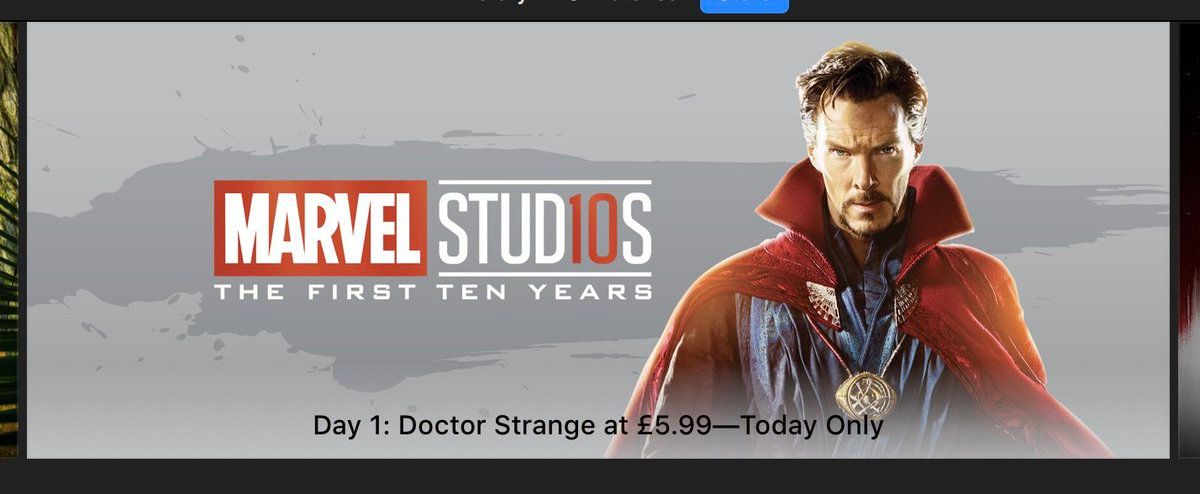 MARVEL STUD10S
THE FIRST TEN YEARS
Day 1: Doctor Strange at £5.99—Today Only